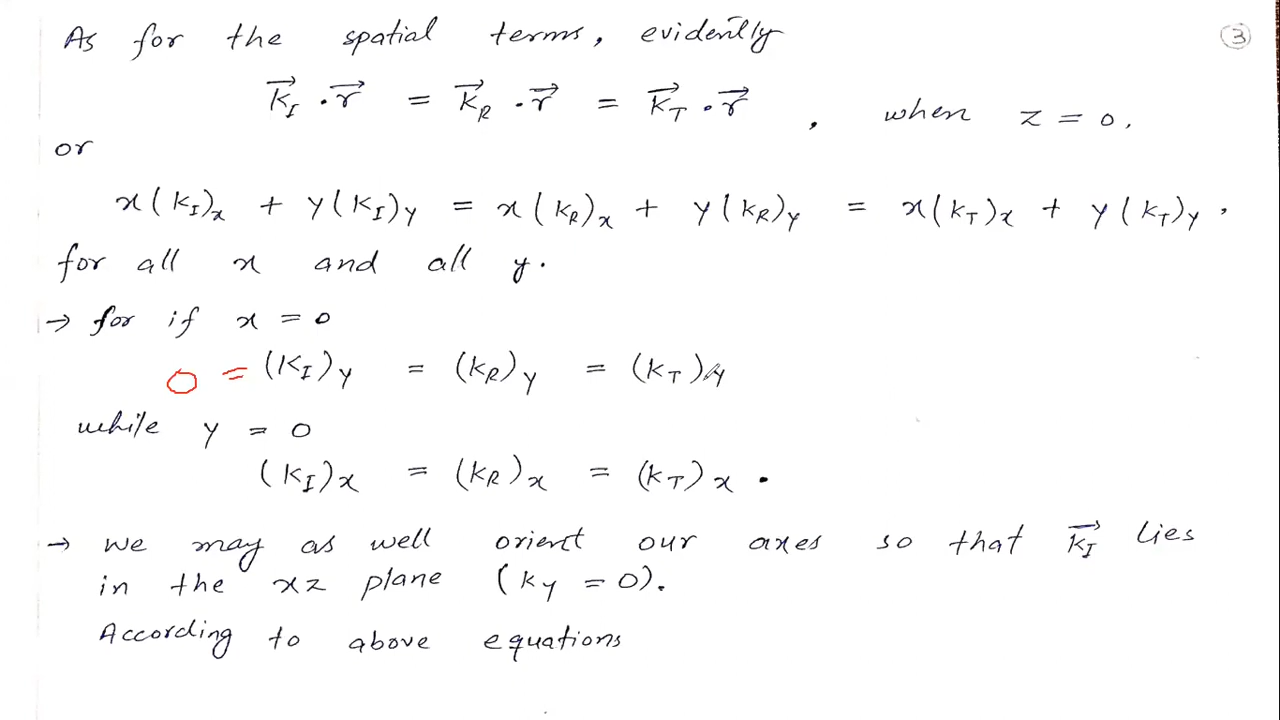 As for the spatial terms, evidently
③
k⃗_I · r⃗ = k⃗_R · r⃗ = k⃗_T · r⃗ , when z = 0.
or
x(k_I)_x + y(k_I)_y = x(k_R)_x + y(k_R)_y = x(k_T)_x + y(k_T)_y .
for all x and all y.
→ for if x = 0
0 = (k_I)_y = (k_R)_y = (k_T)_y
while y = 0
(k_I)_x = (k_R)_x = (k_T)_x .
→ we may as well orient our axes so that k⃗_I lies
in the xz plane (k_y = 0).
According to above equations